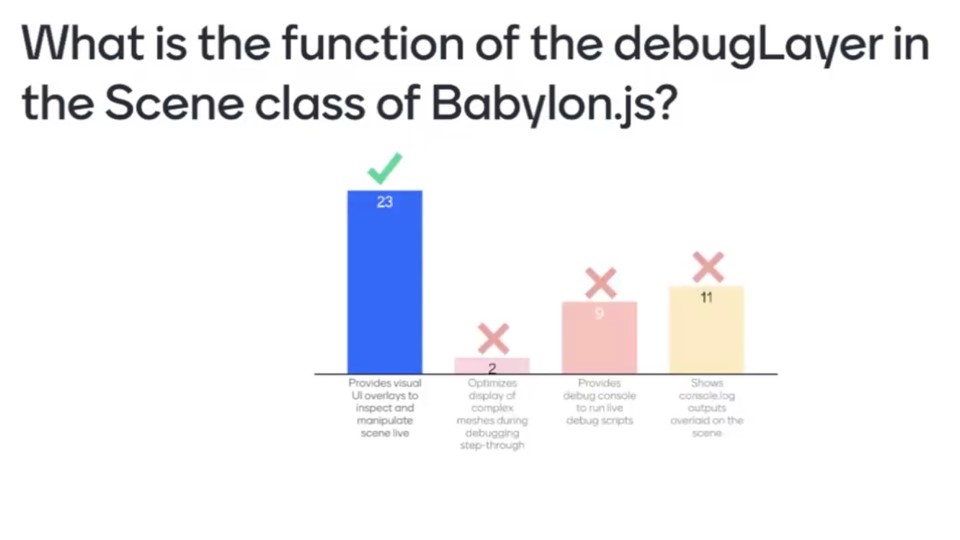 What is the function of the debugLayer in
the Scene class of Babylon.js?
23
2
9
11
Provides visual
UI overlays to
inspect and
manipulate
scene live
Optimizes
display of
complex
meshes during
debugging
step-through
Provides
debug console
to run live
debug scripts
Shows
console.log
outputs
overlaid on the
scene